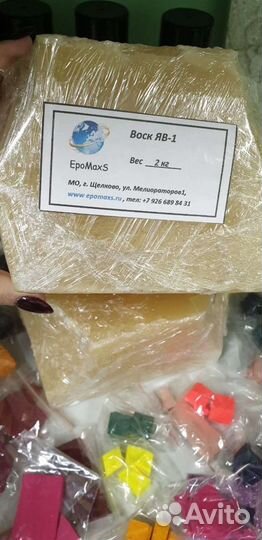 Воск ЯВ-1
EpoMaxS
Вес 2 кг
МО, г. Щелково, ул. Мелиораторов1,
www.epomaxs.ru, тел: +7 926 689 84 31
Avito